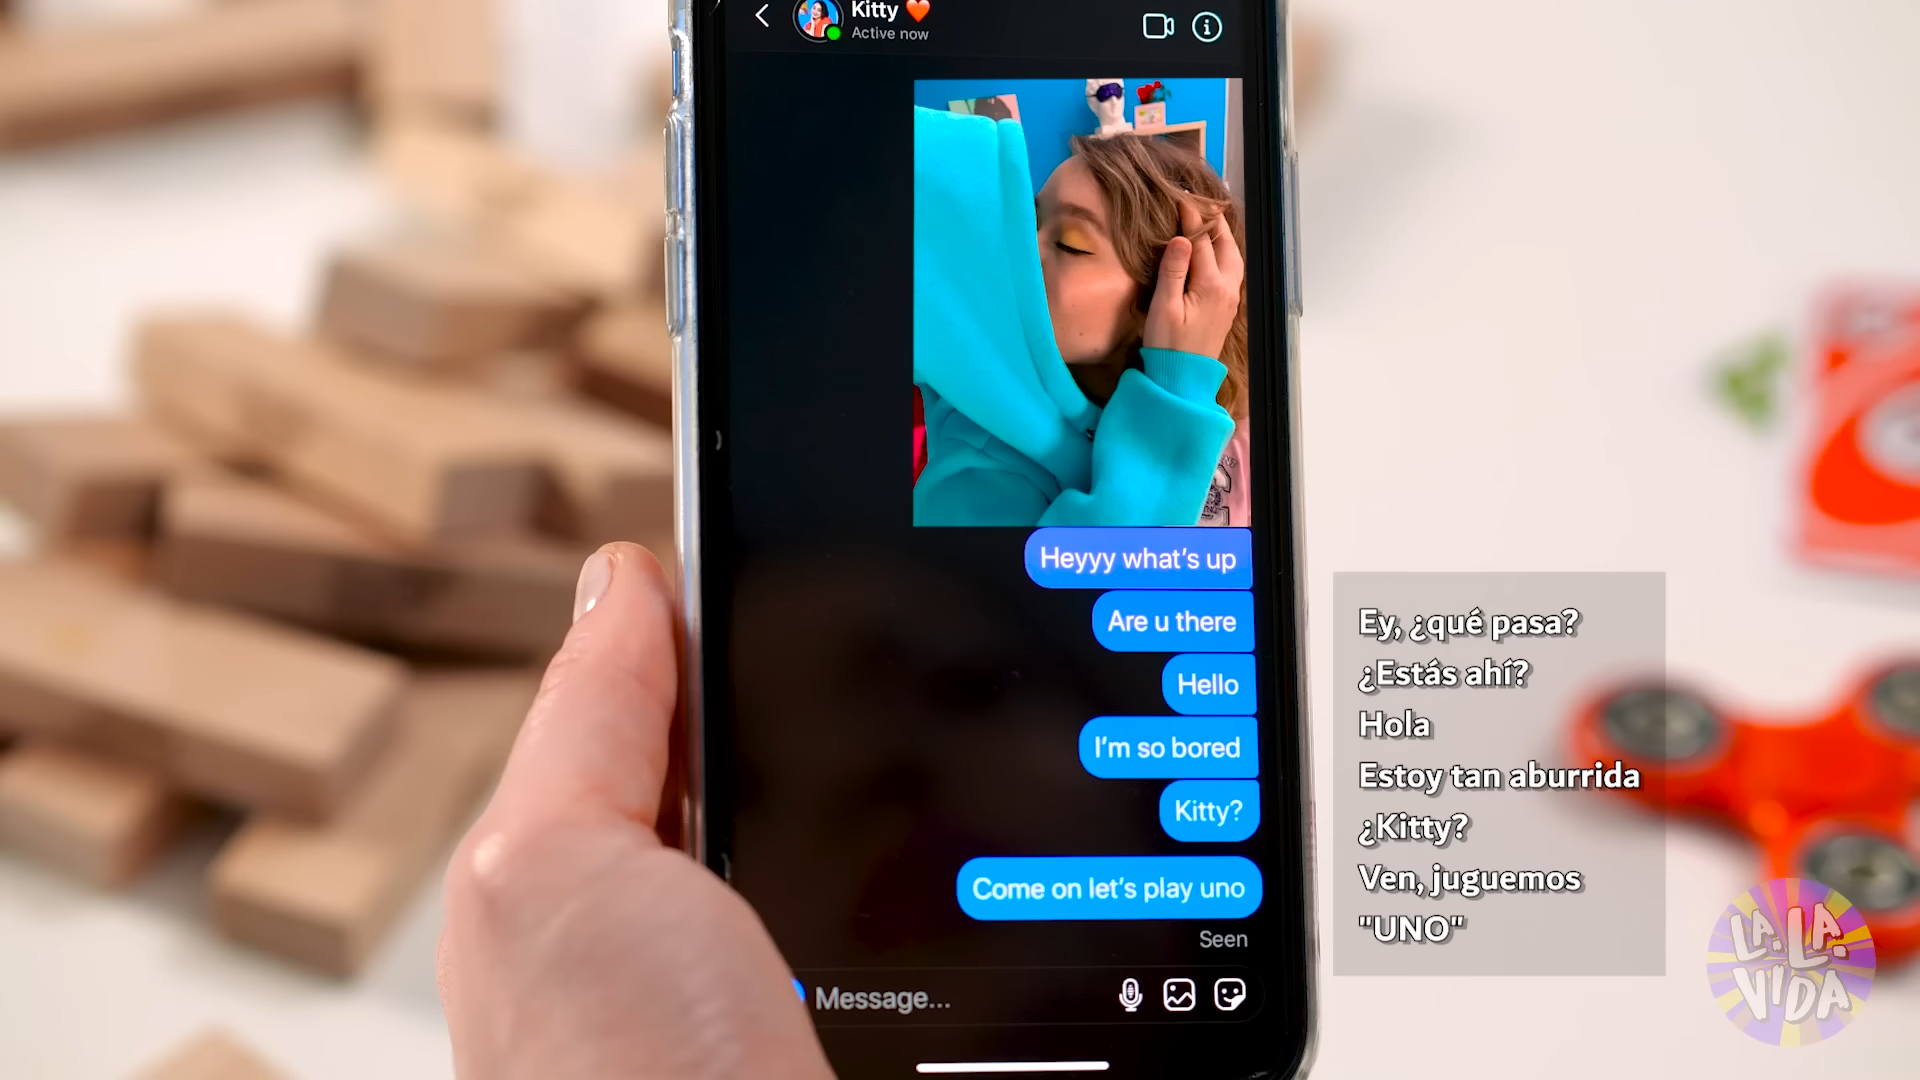 Kitty
Active now
Heyyy what's up
Are u there
Hello
I'm so bored
Kitty?
Come on let's play uno
Seen
Message...
Ey, ¿qué pasa?
¿Estás ahí?
Hola
Estoy tan aburrida
¿Kitty?
Ven, juguemos
"UNO"
LA.LA.
VIDA